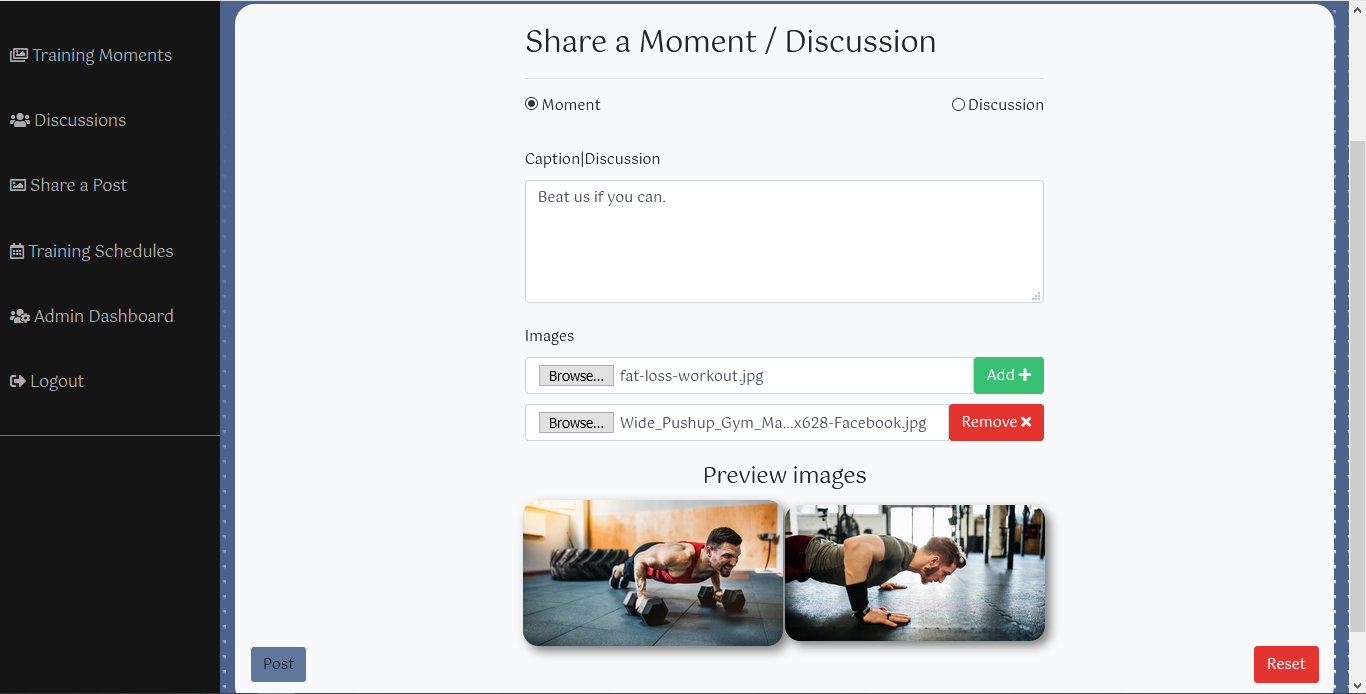 Training Moments
Discussions
Share a Post
Training Schedules
Admin Dashboard
Logout
Share a Moment / Discussion
Moment
Discussion
Caption|Discussion
Beat us if you can.
Images
Browse... fat-loss-workout.jpg Add
Browse... Wide_Pushup_Gym_Ma...x628-Facebook.jpg Remove
Preview images
Post
Reset